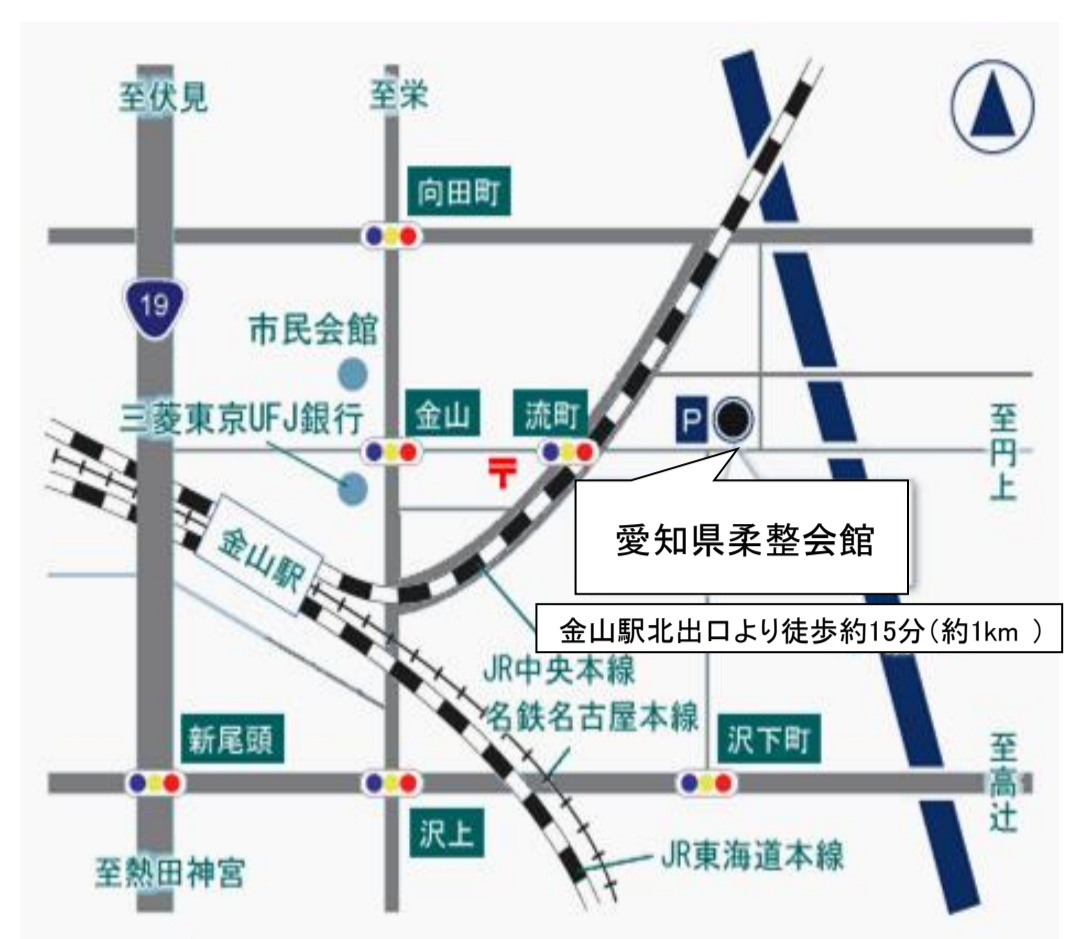 至伏見
至栄
向田町
19
市民会館
三菱東京UFJ銀行
金山
流町
P
至円上
愛知県柔整会館
金山駅
金山駅北出口より徒歩約15分(約1km )
JR中央本線
名鉄名古屋本線
新尾頭
沢下町
至高辻
沢上
JR東海道本線
至熱田神宮